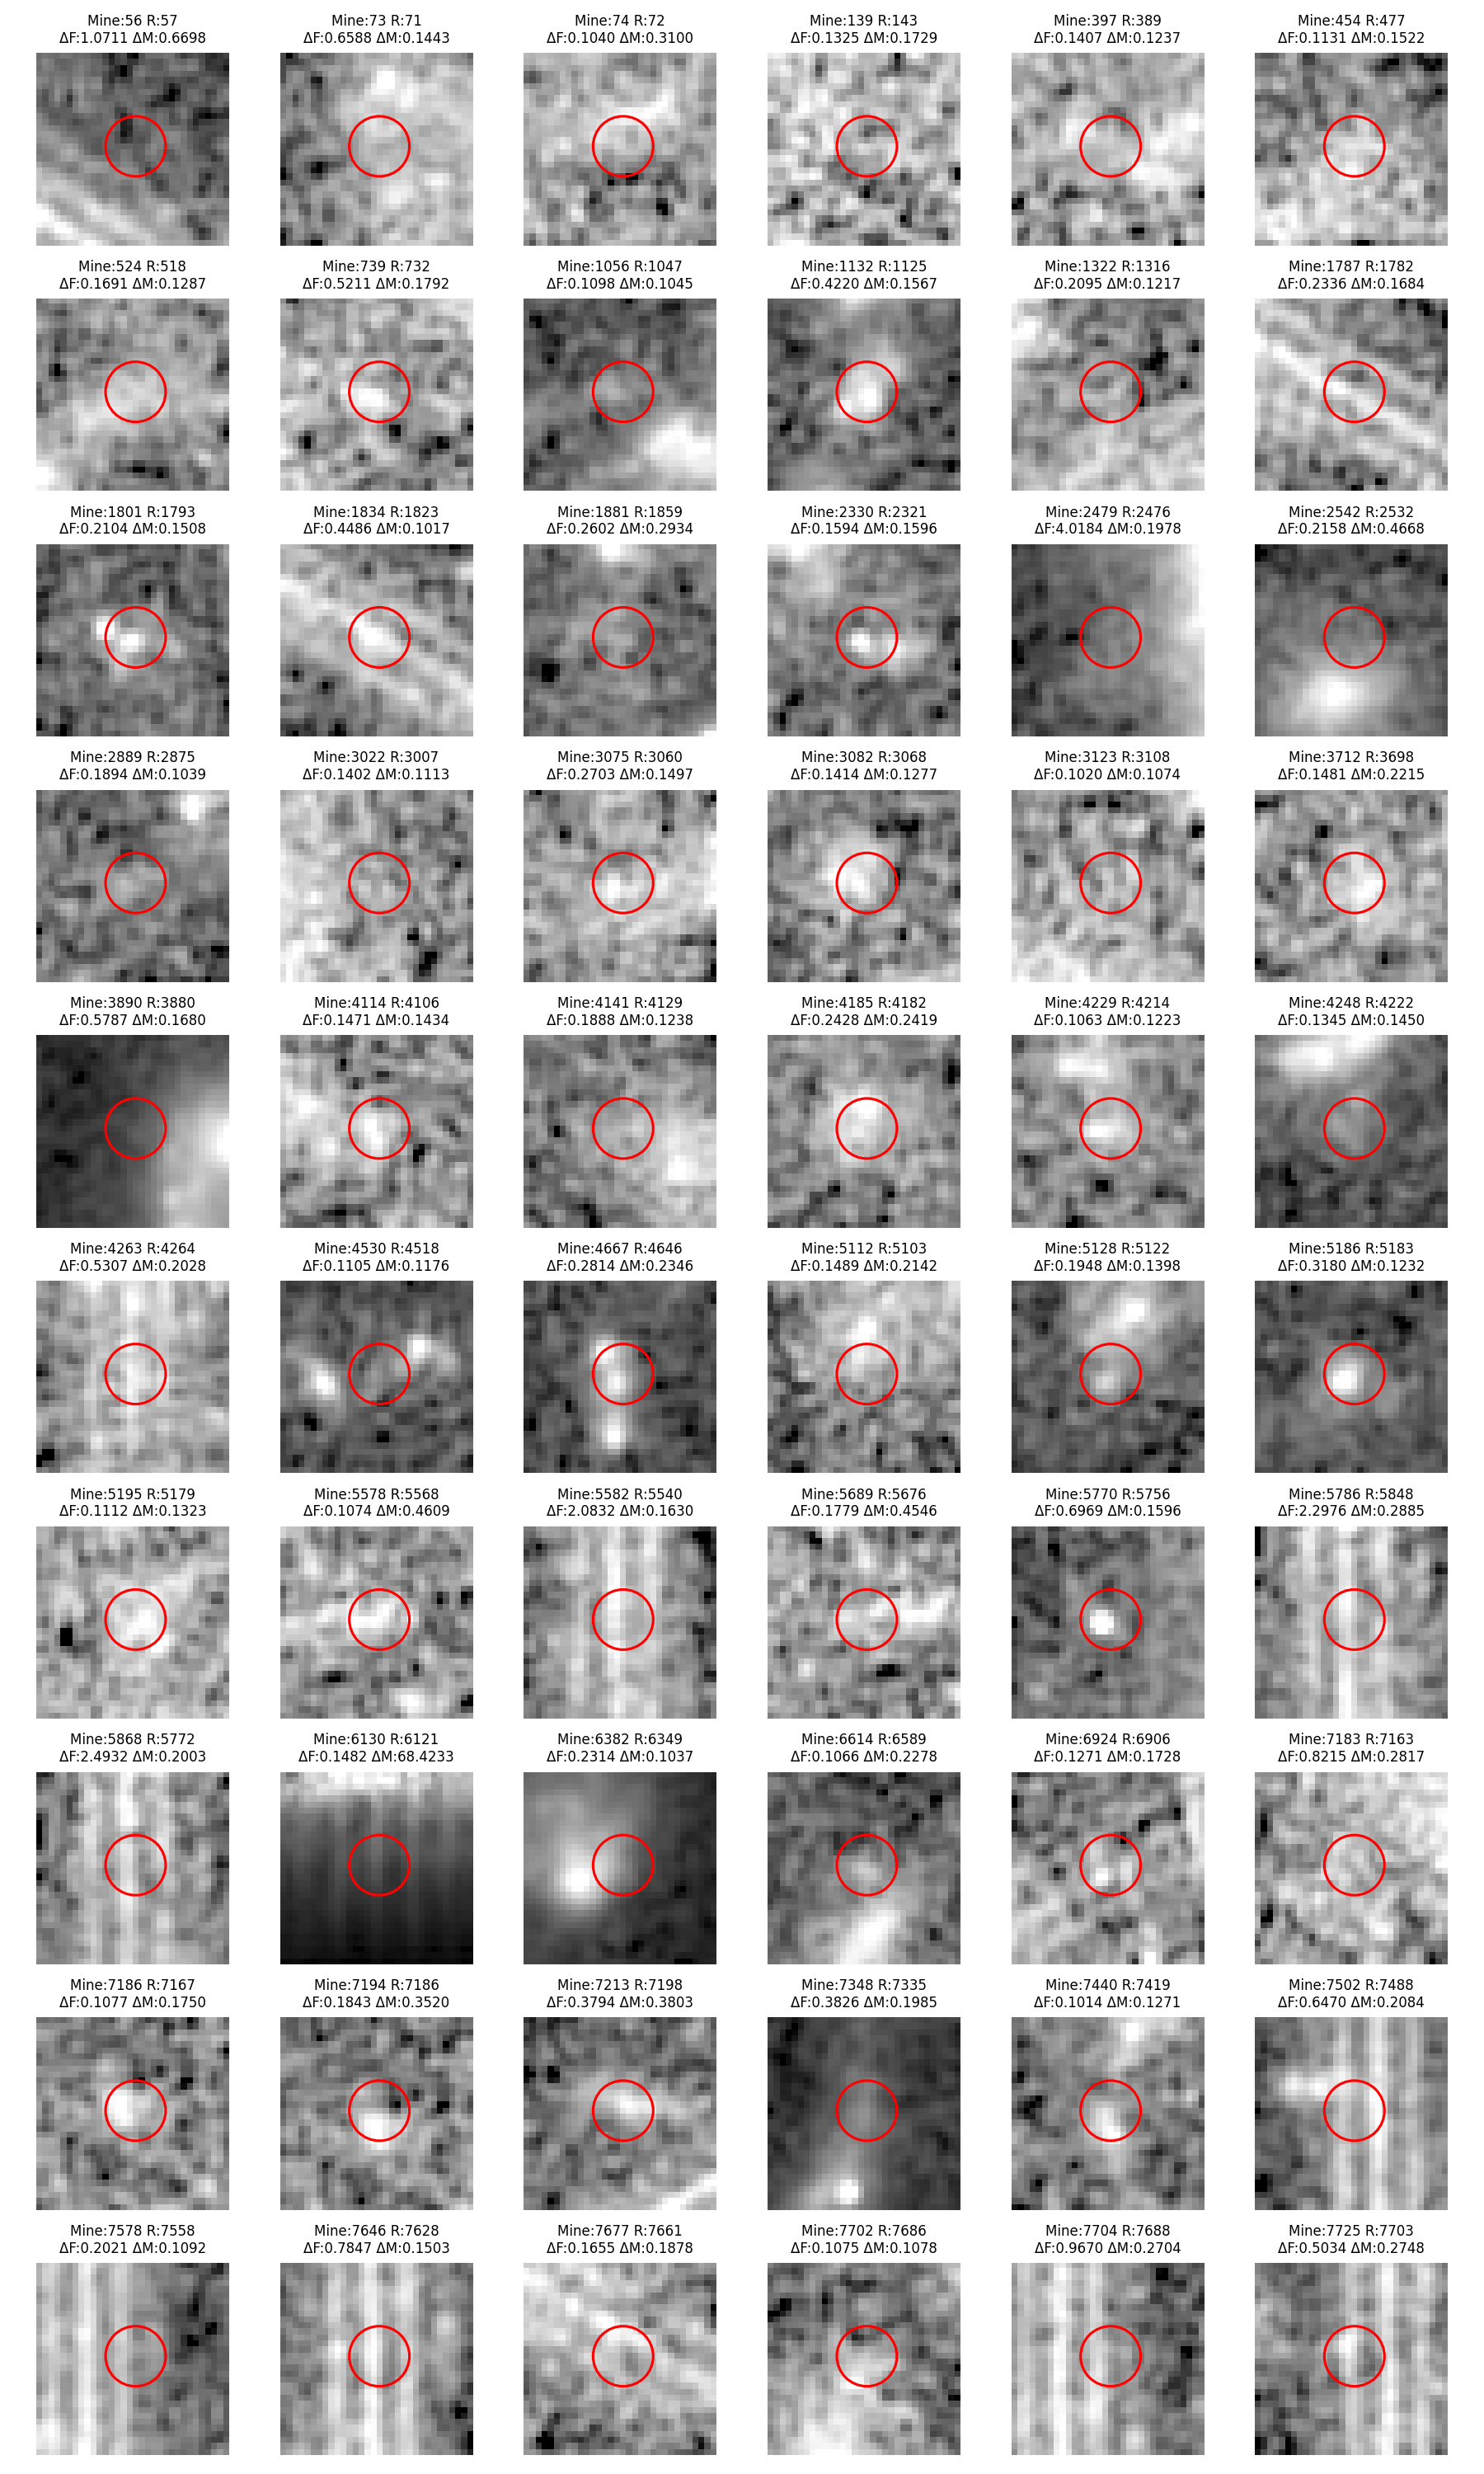 Mine:56 R:57
ΔF:1.0711 ΔM:0.6698
Mine:73 R:71
ΔF:0.6588 ΔM:0.1443
Mine:74 R:72
ΔF:0.1040 ΔM:0.3100
Mine:139 R:143
ΔF:0.1325 ΔM:0.1729
Mine:397 R:389
ΔF:0.1407 ΔM:0.1237
Mine:454 R:477
ΔF:0.1131 ΔM:0.1522
Mine:524 R:518
ΔF:0.1691 ΔM:0.1287
Mine:739 R:732
ΔF:0.5211 ΔM:0.1792
Mine:1056 R:1047
ΔF:0.1098 ΔM:0.1045
Mine:1132 R:1125
ΔF:0.4220 ΔM:0.1567
Mine:1322 R:1316
ΔF:0.2095 ΔM:0.1217
Mine:1787 R:1782
ΔF:0.2336 ΔM:0.1684
Mine:1801 R:1793
ΔF:0.2104 ΔM:0.1508
Mine:1834 R:1823
ΔF:0.4486 ΔM:0.1017
Mine:1881 R:1859
ΔF:0.2602 ΔM:0.2934
Mine:2330 R:2321
ΔF:0.1594 ΔM:0.1596
Mine:2479 R:2476
ΔF:4.0184 ΔM:0.1978
Mine:2542 R:2532
ΔF:0.2158 ΔM:0.4668
Mine:2889 R:2875
ΔF:0.1894 ΔM:0.1039
Mine:3022 R:3007
ΔF:0.1402 ΔM:0.1113
Mine:3075 R:3060
ΔF:0.2703 ΔM:0.1497
Mine:3082 R:3068
ΔF:0.1414 ΔM:0.1277
Mine:3123 R:3108
ΔF:0.1020 ΔM:0.1074
Mine:3712 R:3698
ΔF:0.1481 ΔM:0.2215
Mine:3890 R:3880
ΔF:0.5787 ΔM:0.1680
Mine:4114 R:4106
ΔF:0.1471 ΔM:0.1434
Mine:4141 R:4129
ΔF:0.1888 ΔM:0.1238
Mine:4185 R:4182
ΔF:0.2428 ΔM:0.2419
Mine:4229 R:4214
ΔF:0.1063 ΔM:0.1223
Mine:4248 R:4222
ΔF:0.1345 ΔM:0.1450
Mine:4263 R:4264
ΔF:0.5307 ΔM:0.2028
Mine:4530 R:4518
ΔF:0.1105 ΔM:0.1176
Mine:4667 R:4646
ΔF:0.2814 ΔM:0.2346
Mine:5112 R:5103
ΔF:0.1489 ΔM:0.2142
Mine:5128 R:5122
ΔF:0.1948 ΔM:0.1398
Mine:5186 R:5183
ΔF:0.3180 ΔM:0.1232
Mine:5195 R:5179
ΔF:0.1112 ΔM:0.1323
Mine:5578 R:5568
ΔF:0.1074 ΔM:0.4609
Mine:5582 R:5540
ΔF:2.0832 ΔM:0.1630
Mine:5689 R:5676
ΔF:0.1779 ΔM:0.4546
Mine:5770 R:5756
ΔF:0.6969 ΔM:0.1596
Mine:5786 R:5848
ΔF:2.2976 ΔM:0.2885
Mine:5868 R:5772
ΔF:2.4932 ΔM:0.2003
Mine:6130 R:6121
ΔF:0.1482 ΔM:68.4233
Mine:6382 R:6349
ΔF:0.2314 ΔM:0.1037
Mine:6614 R:6589
ΔF:0.1066 ΔM:0.2278
Mine:6924 R:6906
ΔF:0.1271 ΔM:0.1728
Mine:7183 R:7163
ΔF:0.8215 ΔM:0.2817
Mine:7186 R:7167
ΔF:0.1077 ΔM:0.1750
Mine:7194 R:7186
ΔF:0.1843 ΔM:0.3520
Mine:7213 R:7198
ΔF:0.3794 ΔM:0.3803
Mine:7348 R:7335
ΔF:0.3826 ΔM:0.1985
Mine:7440 R:7419
ΔF:0.1014 ΔM:0.1271
Mine:7502 R:7488
ΔF:0.6470 ΔM:0.2084
Mine:7578 R:7558
ΔF:0.2021 ΔM:0.1092
Mine:7646 R:7628
ΔF:0.7847 ΔM:0.1503
Mine:7677 R:7661
ΔF:0.1655 ΔM:0.1878
Mine:7702 R:7686
ΔF:0.1075 ΔM:0.1078
Mine:7704 R:7688
ΔF:0.9670 ΔM:0.2704
Mine:7725 R:7703
ΔF:0.5034 ΔM:0.2748